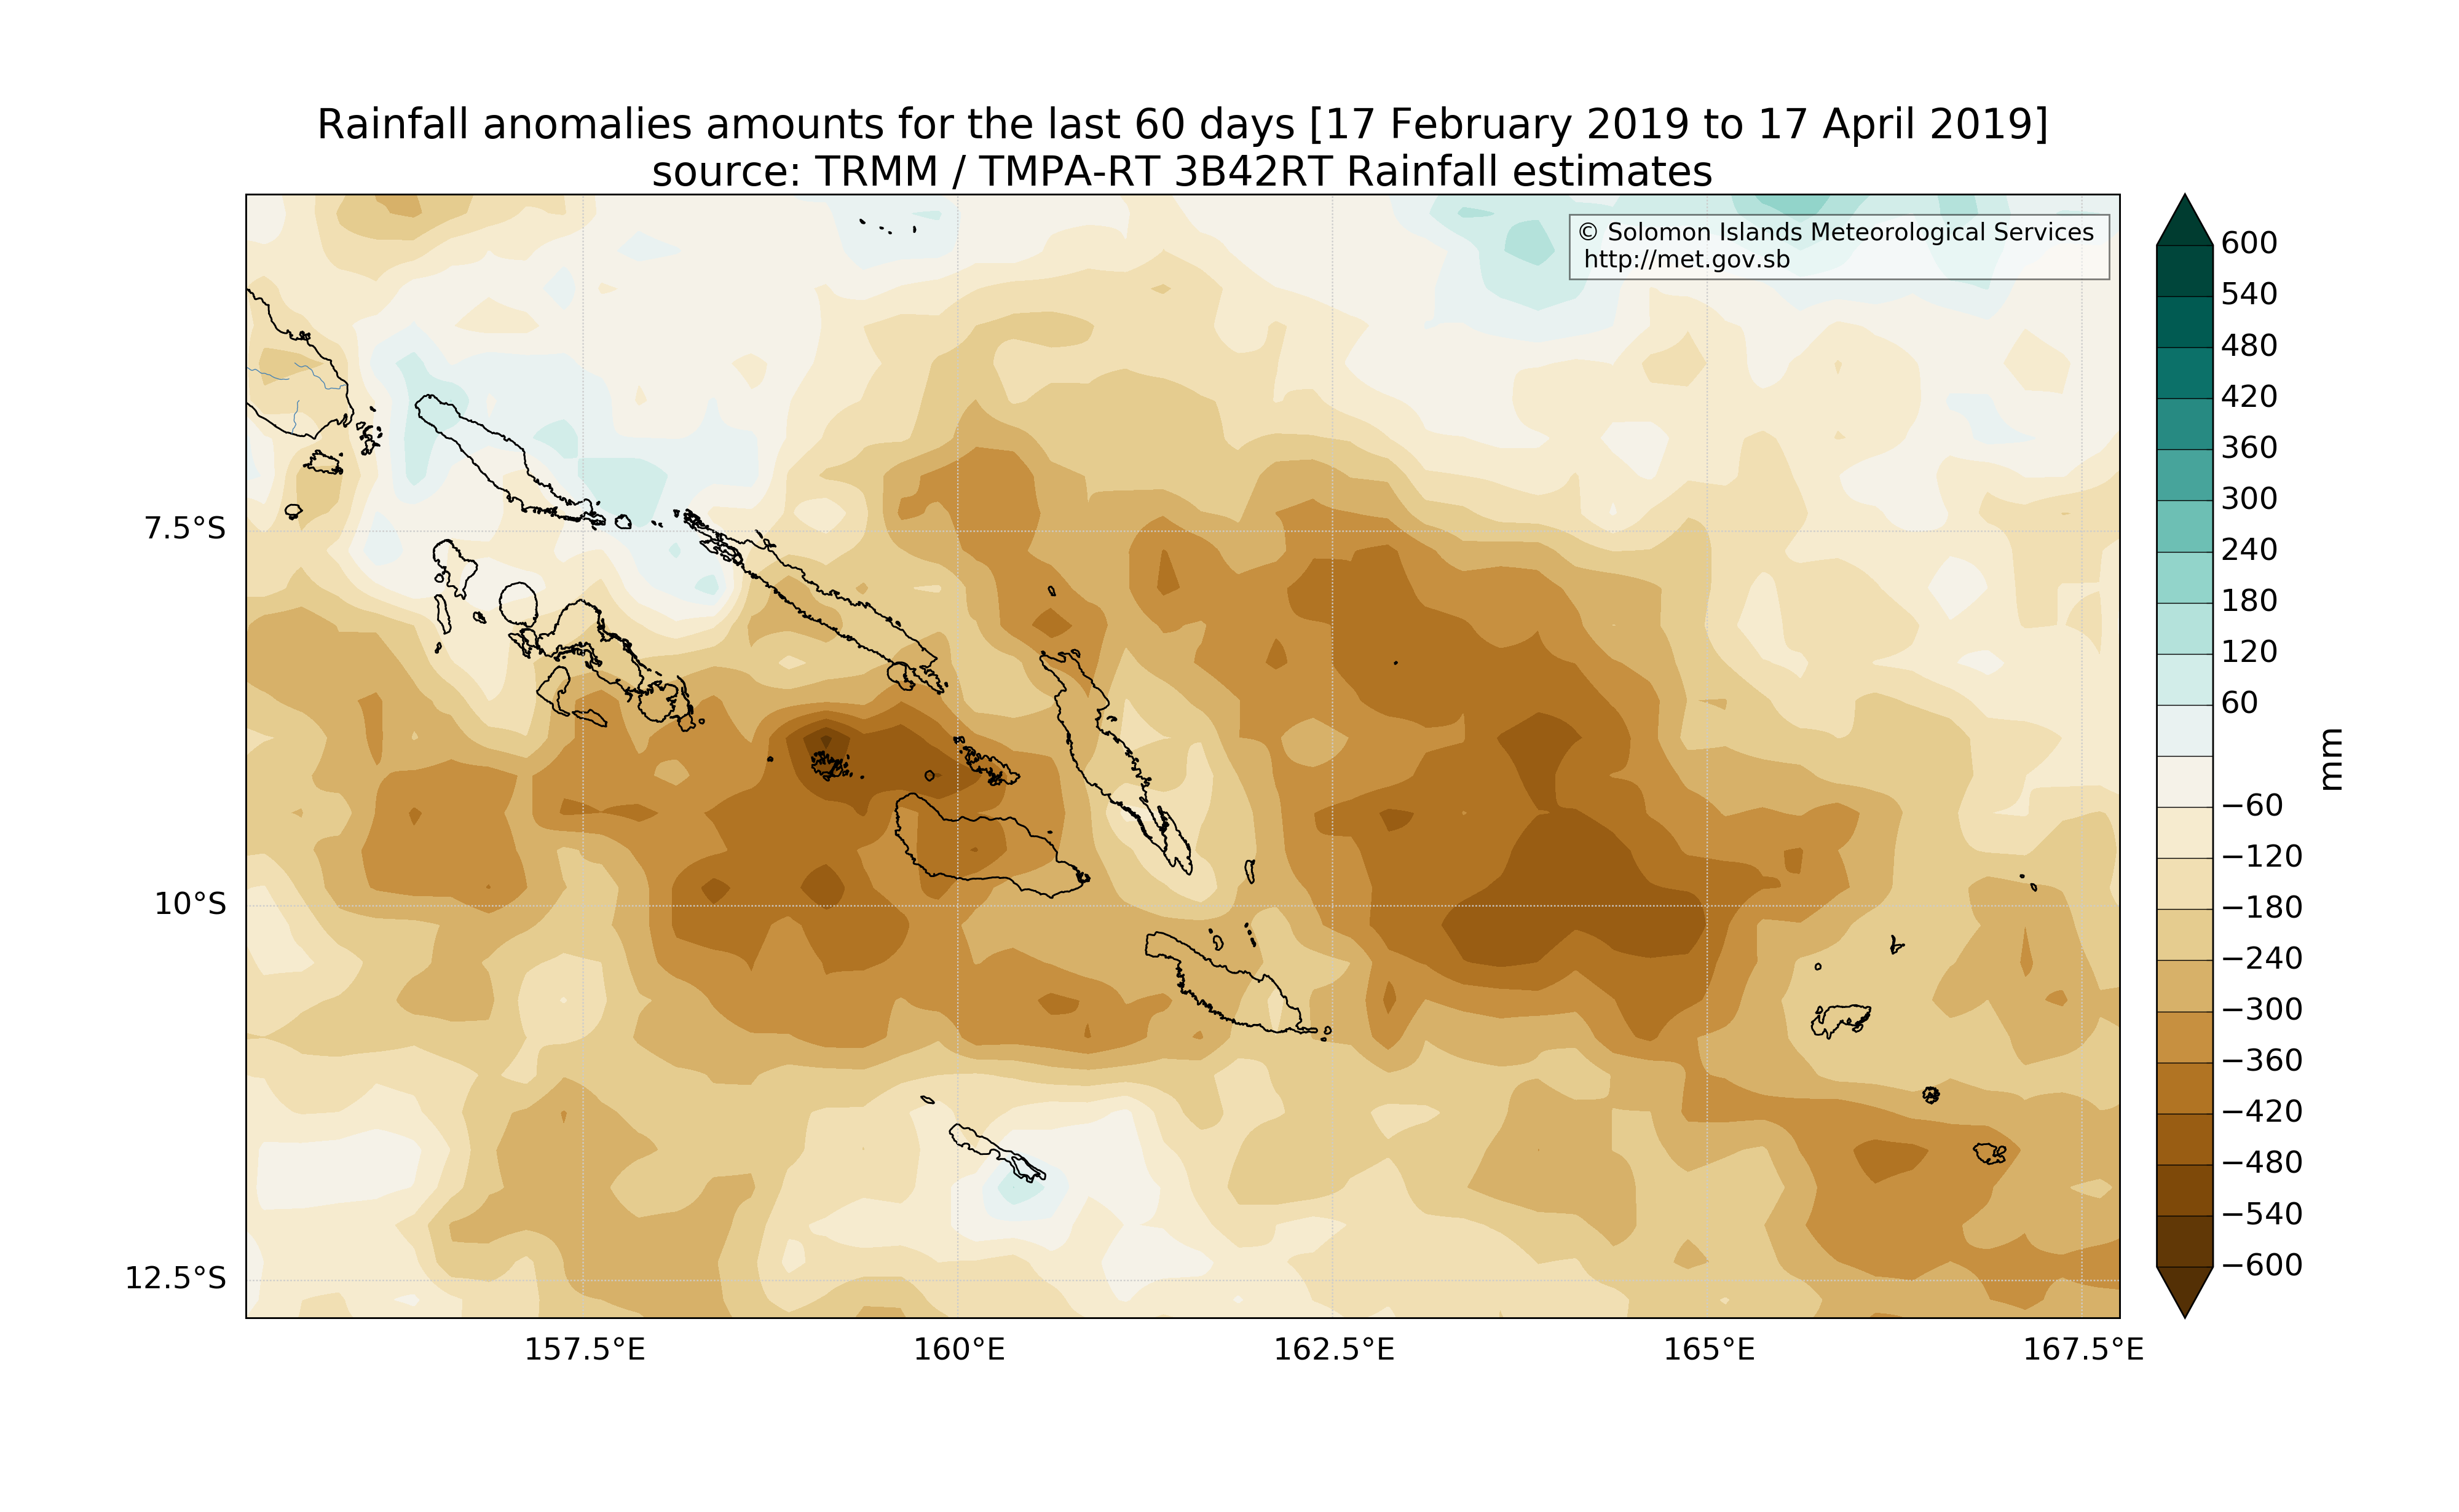 Rainfall anomalies amounts for the last 60 days [17 February 2019 to 17 April 2019]
source: TRMM / TMPA-RT 3B42RT Rainfall estimates
© Solomon Islands Meteorological Services
http://met.gov.sb
7.5°S
10°S
12.5°S
157.5°E
160°E
162.5°E
165°E
167.5°E
600
540
480
420
360
300
240
180
120
60
−60
−120
−180
−240
−300
−360
−420
−480
−540
−600
mm